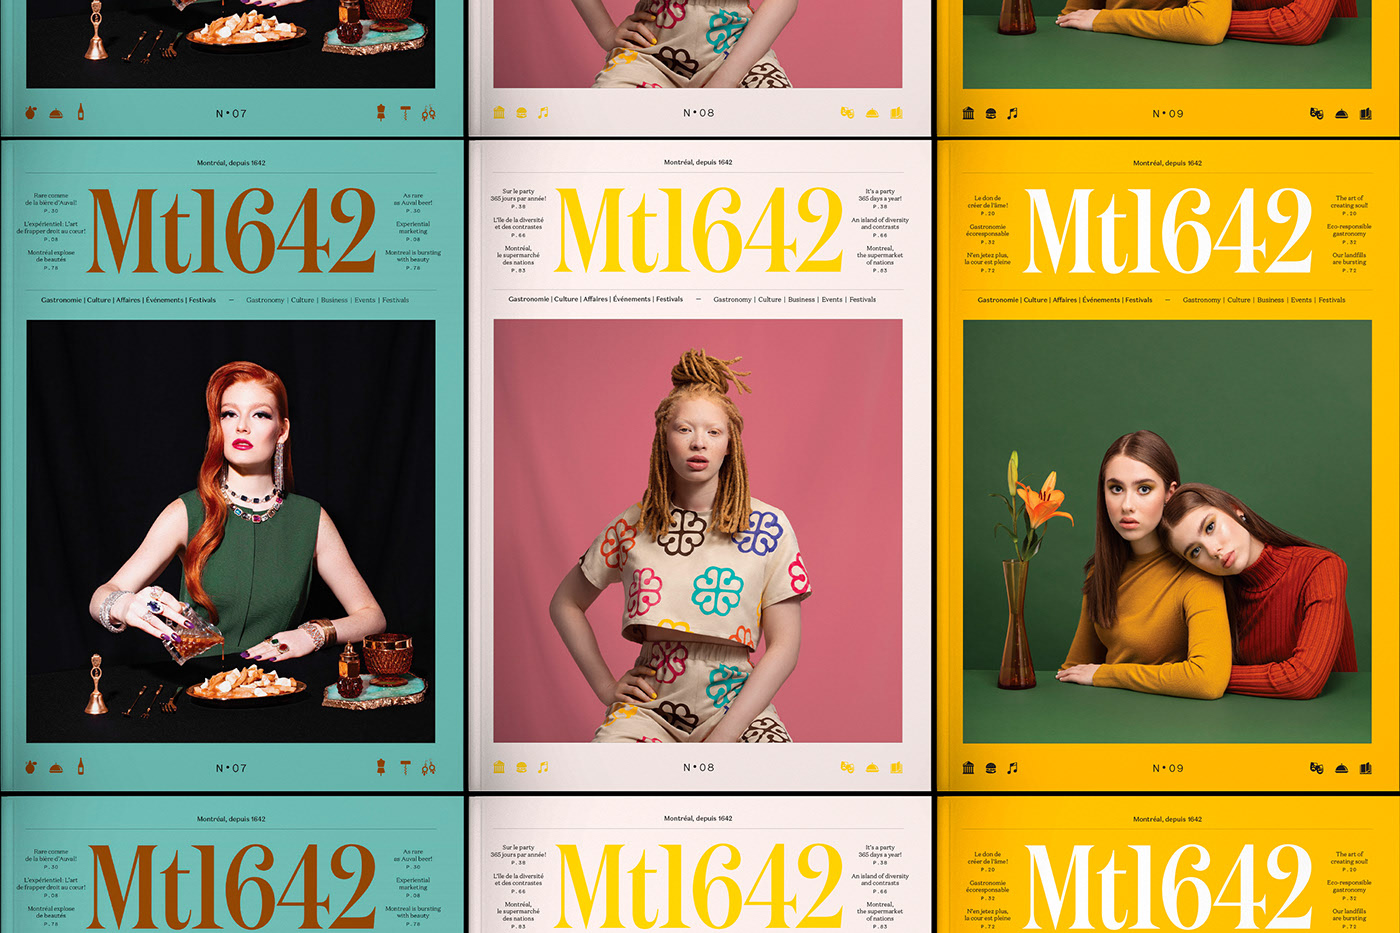 N•07
N•08
N•09
Montréal, depuis 1642
Rare comme
de la bière d'Auval!
P.30
L'expérientiel: L'art
de frapper droit au cœur!
P.08
Montréal explose
de beautés
P.78
Mtl642
As rare
as Auval beer!
P.30
Experiential
marketing
P.08
Montreal is bursting
with beauty
P.78
Gastronomie | Culture | Affaires | Événements | Festivals — Gastronomy | Culture | Business | Events | Festivals
N•07
Montréal, depuis 1642
Sur le party
365 jours par année!
P.38
L'île de la diversité
et des contrastes
P.66
Montréal,
le supermarché
des nations
P.83
Mtl642
It's a party
365 days a year!
P.38
An island of diversity
and contrasts
P.66
Montreal,
the supermarket
of nations
P.83
Gastronomie | Culture | Affaires | Événements | Festivals — Gastronomy | Culture | Business | Events | Festivals
N•08
Montréal, depuis 1642
Le don de
créer de l'âme!
P.20
Gastronomie
écoresponsable
P.32
N'en jetez plus,
la cour est pleine
P.72
Mtl642
The art of
creating soul!
P.20
Eco-responsible
gastronomy
P.32
Our landfills
are bursting
P.72
Gastronomie | Culture | Affaires | Événements | Festivals — Gastronomy | Culture | Business | Events | Festivals
N•09
Montréal, depuis 1642
Rare comme
de la bière d'Auval!
P.30
L'expérientiel: L'art
de frapper droit au cœur!
P.08
Montréal explose
de beautés
P.78
Mtl642
As rare
as Auval beer!
P.30
Experiential
marketing
P.08
Montreal is bursting
with beauty
P.78
Montréal, depuis 1642
Sur le party
365 jours par année!
P.38
L'île de la diversité
et des contrastes
P.66
Montréal,
le supermarché
des nations
P.83
Mtl642
It's a party
365 days a year!
P.38
An island of diversity
and contrasts
P.66
Montreal,
the supermarket
of nations
P.83
Montréal, depuis 1642
Le don de
créer de l'âme!
P.20
Gastronomie
écoresponsable
P.32
N'en jetez plus,
la cour est pleine
P.72
Mtl642
The art of
creating soul!
P.20
Eco-responsible
gastronomy
P.32
Our landfills
are bursting
P.72